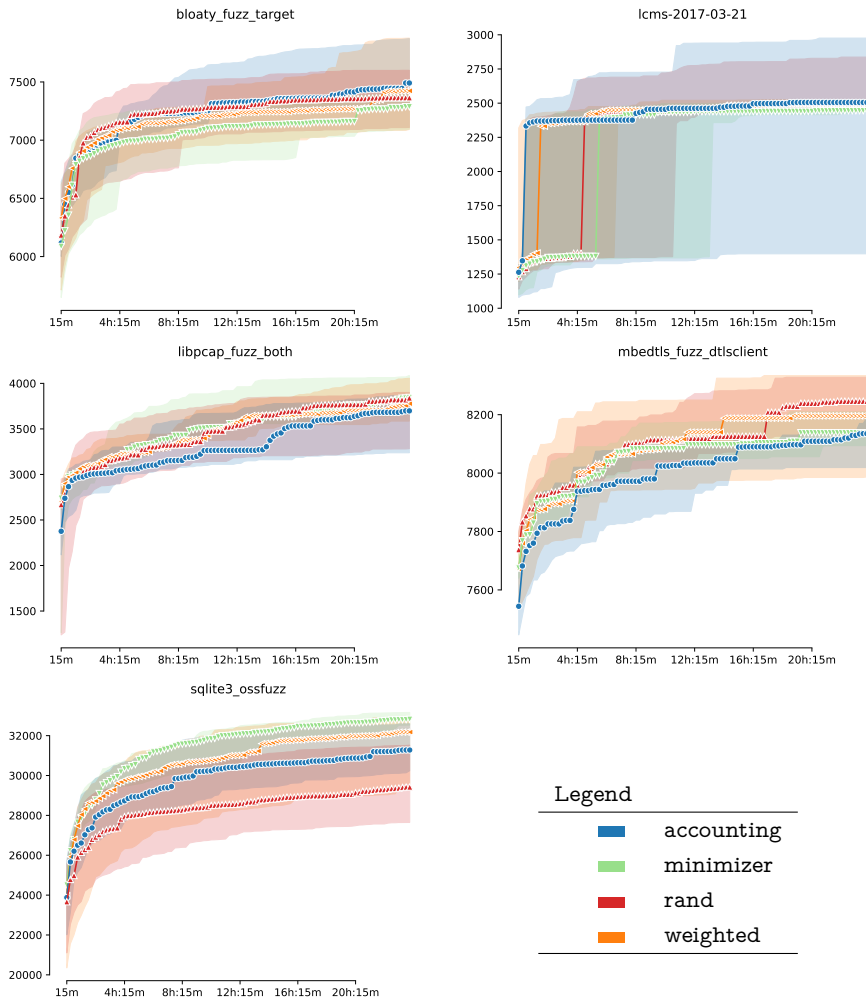 bloaty_fuzz_target
7500
7000
6500
6000
15m 4h:15m 8h:15m 12h:15m 16h:15m 20h:15m
lcms-2017-03-21
3000
2750
2500
2250
2000
1750
1500
1250
1000
15m 4h:15m 8h:15m 12h:15m 16h:15m 20h:15m
libpcap_fuzz_both
4000
3500
3000
2500
2000
1500
15m 4h:15m 8h:15m 12h:15m 16h:15m 20h:15m
mbedtls_fuzz_dtlsclient
8200
8000
7800
7600
15m 4h:15m 8h:15m 12h:15m 16h:15m 20h:15m
sqlite3_ossfuzz
32000
30000
28000
26000
24000
22000
20000
15m 4h:15m 8h:15m 12h:15m 16h:15m 20h:15m
Legend
accounting
minimizer
rand
weighted